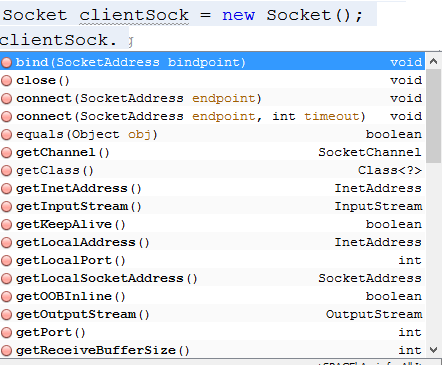 Socket clientSock = new Socket();
clientSock.
bind(SocketAddress bindpoint) void
close() void
connect(SocketAddress endpoint) void
connect(SocketAddress endpoint, int timeout) void
equals(Object obj) boolean
getChannel() SocketChannel
getClass() Class<?>
getInetAddress() InetAddress
getInputStream() InputStream
getKeepAlive() boolean
getLocalAddress() InetAddress
getLocalPort() int
getLocalSocketAddress() SocketAddress
getOOBInline() boolean
getOutputStream() OutputStream
getPort() int
getReceiveBufferSize() int